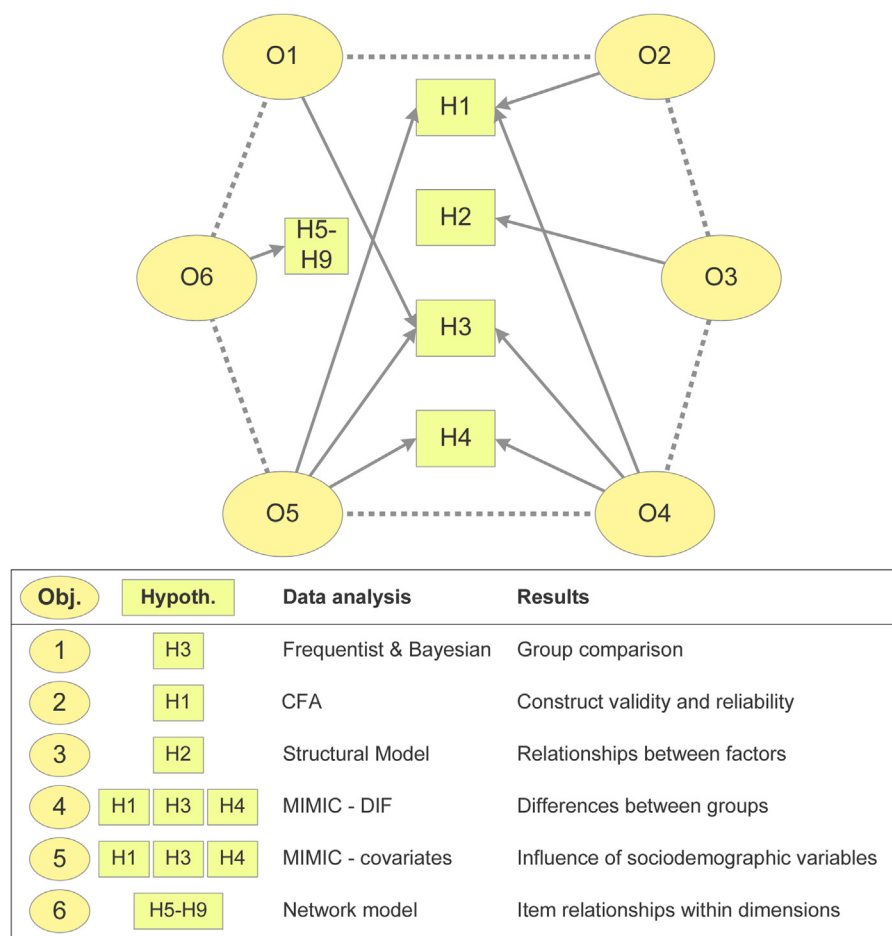 O1
O2
H1
H2
H5-
H9
O6
O3
H3
H4
O5
O4
Obj. Hypoth. Data analysis Results
1 H3 Frequentist & Bayesian Group comparison
2 H1 CFA Construct validity and reliability
3 H2 Structural Model Relationships between factors
4 H1 H3 H4 MIMIC - DIF Differences between groups
5 H1 H3 H4 MIMIC - covariates Influence of sociodemographic variables
6 H5-H9 Network model Item relationships within dimensions